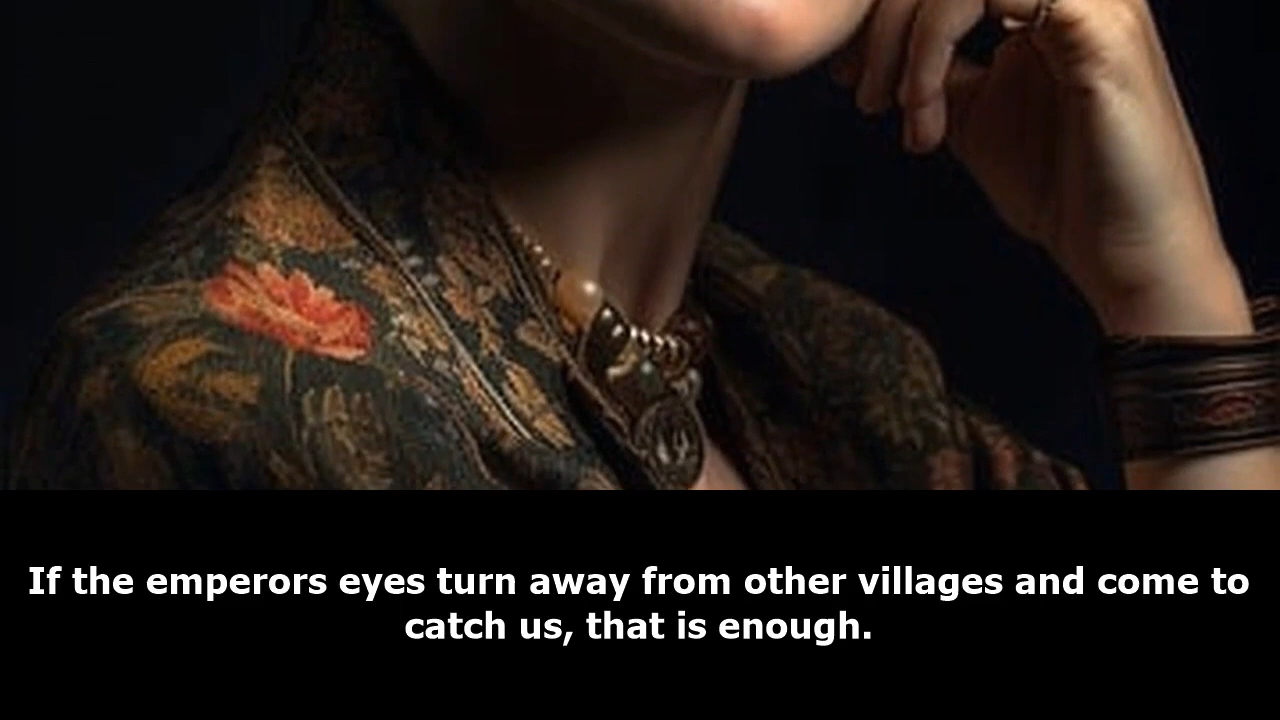 If the emperors eyes turn away from other villages and come to
catch us, that is enough.